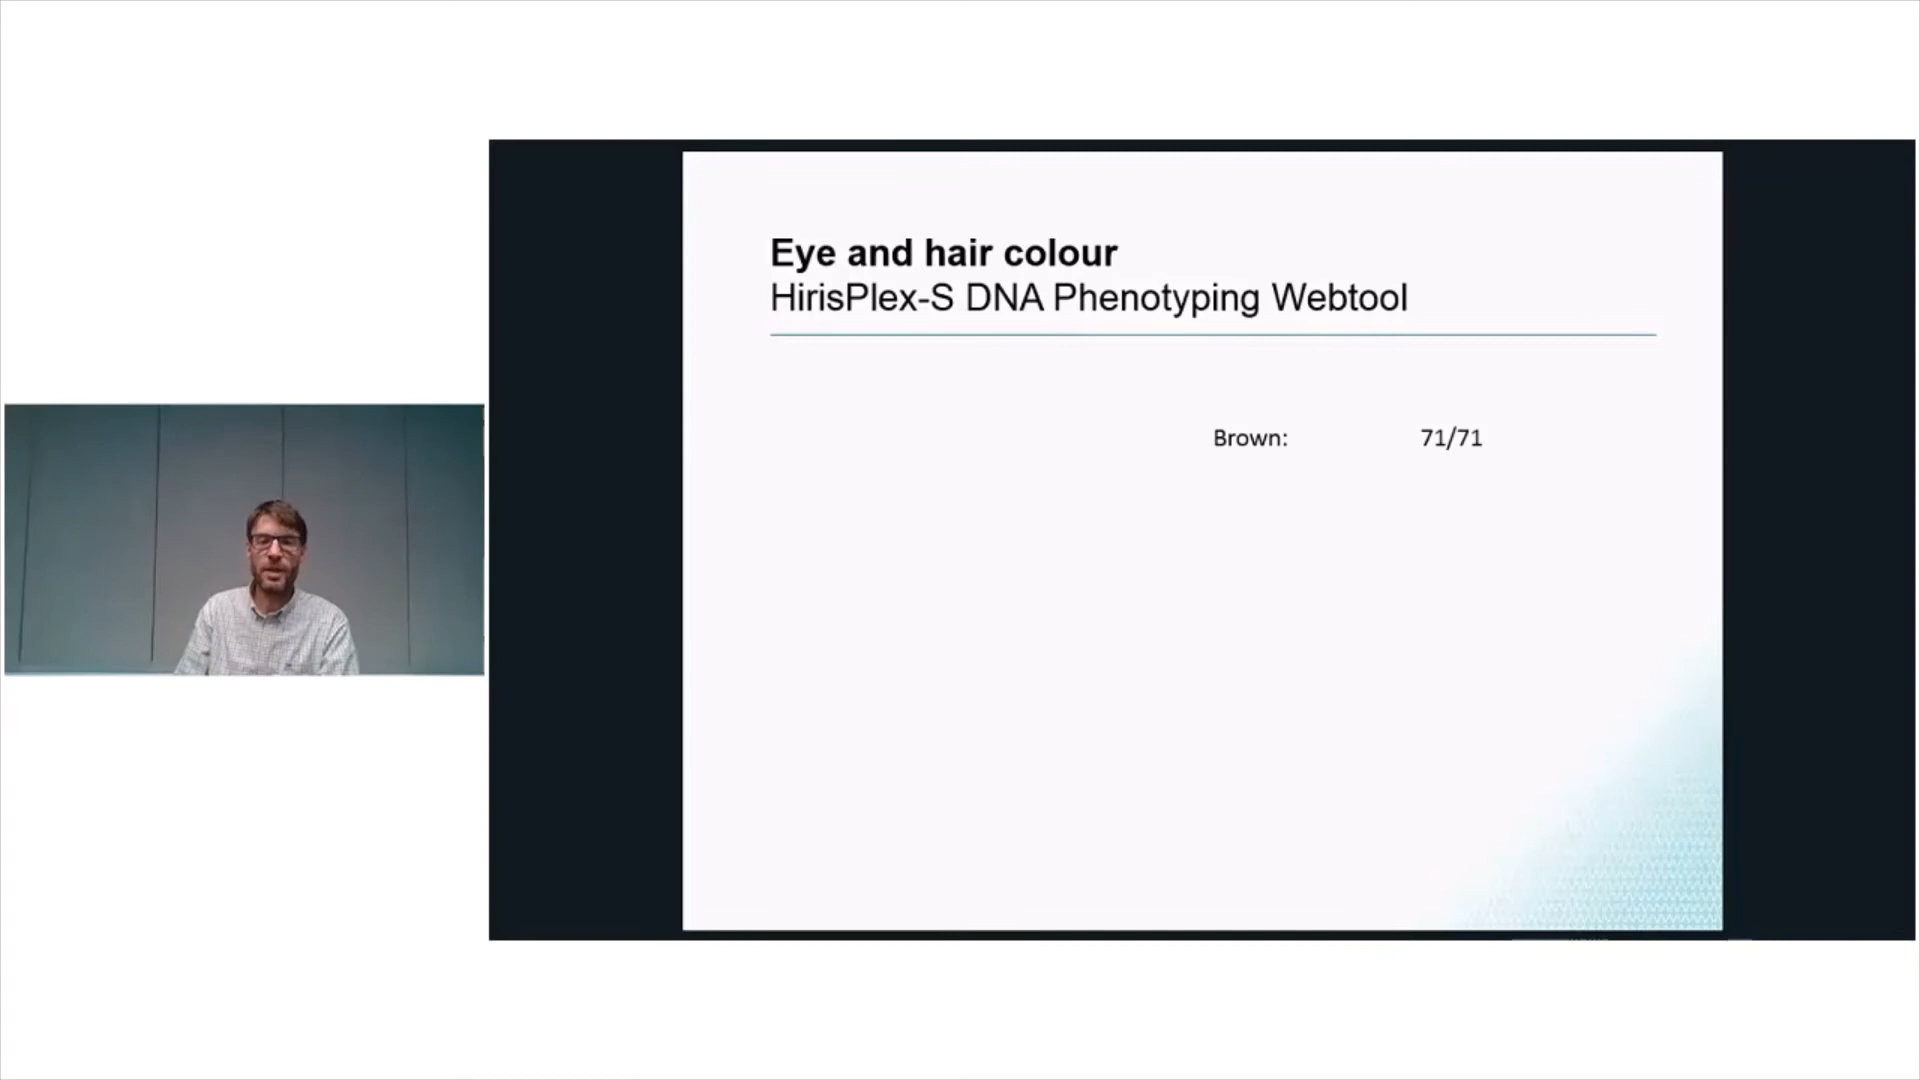 Eye and hair colour
HirisPlex-S DNA Phenotyping Webtool
Brown: 71/71